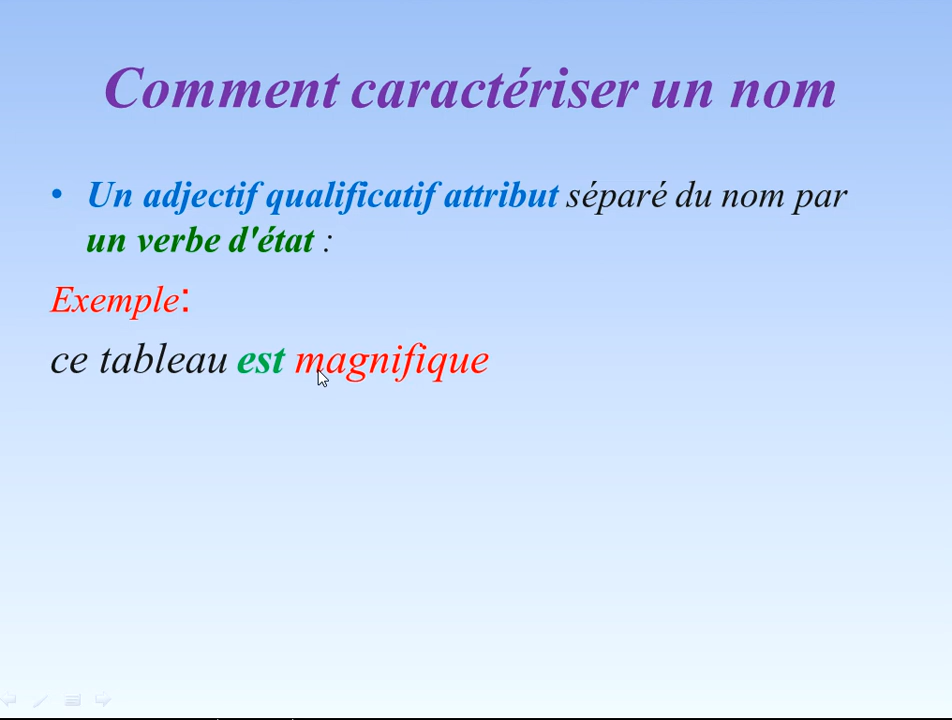 Comment caractériser un nom
• Un adjectif qualificatif attribut séparé du nom par
un verbe d'état :
Exemple:
ce tableau est magnifique